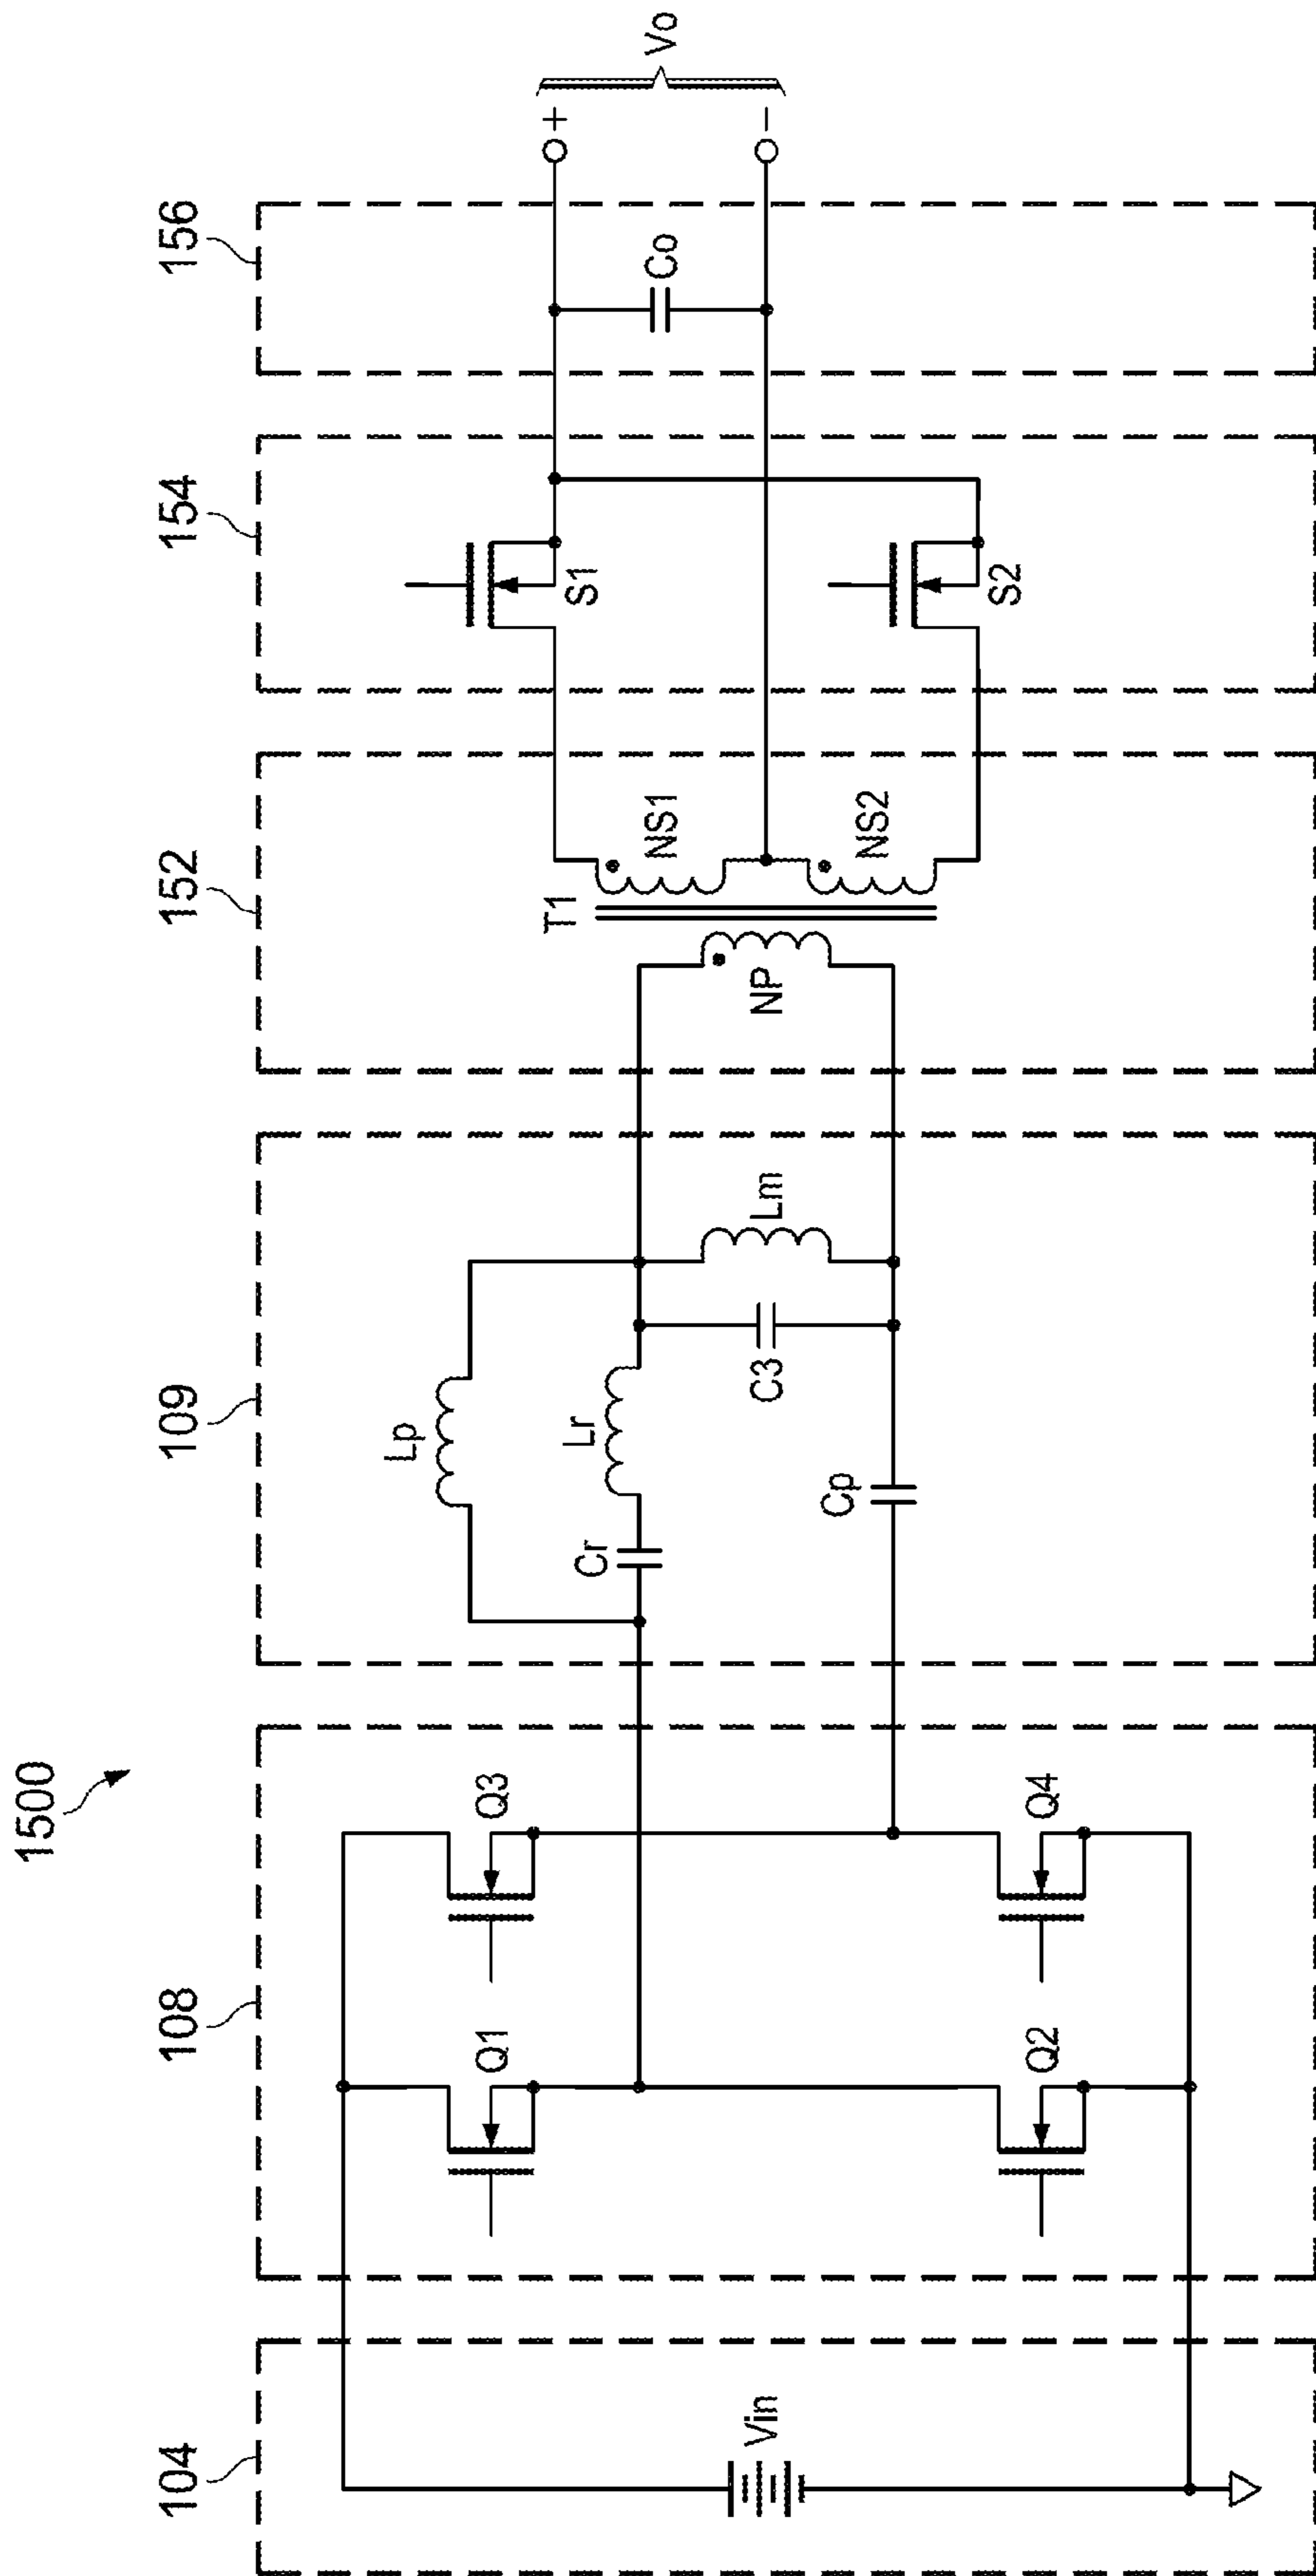 1500
104
108
109
152
154
156
Vin
Q1
Q3
Q2
Q4
Lp
Cr
Lr
C3
Lm
Cp
T1
NP
NS1
NS2
S1
S2
Co
+
−
Vo